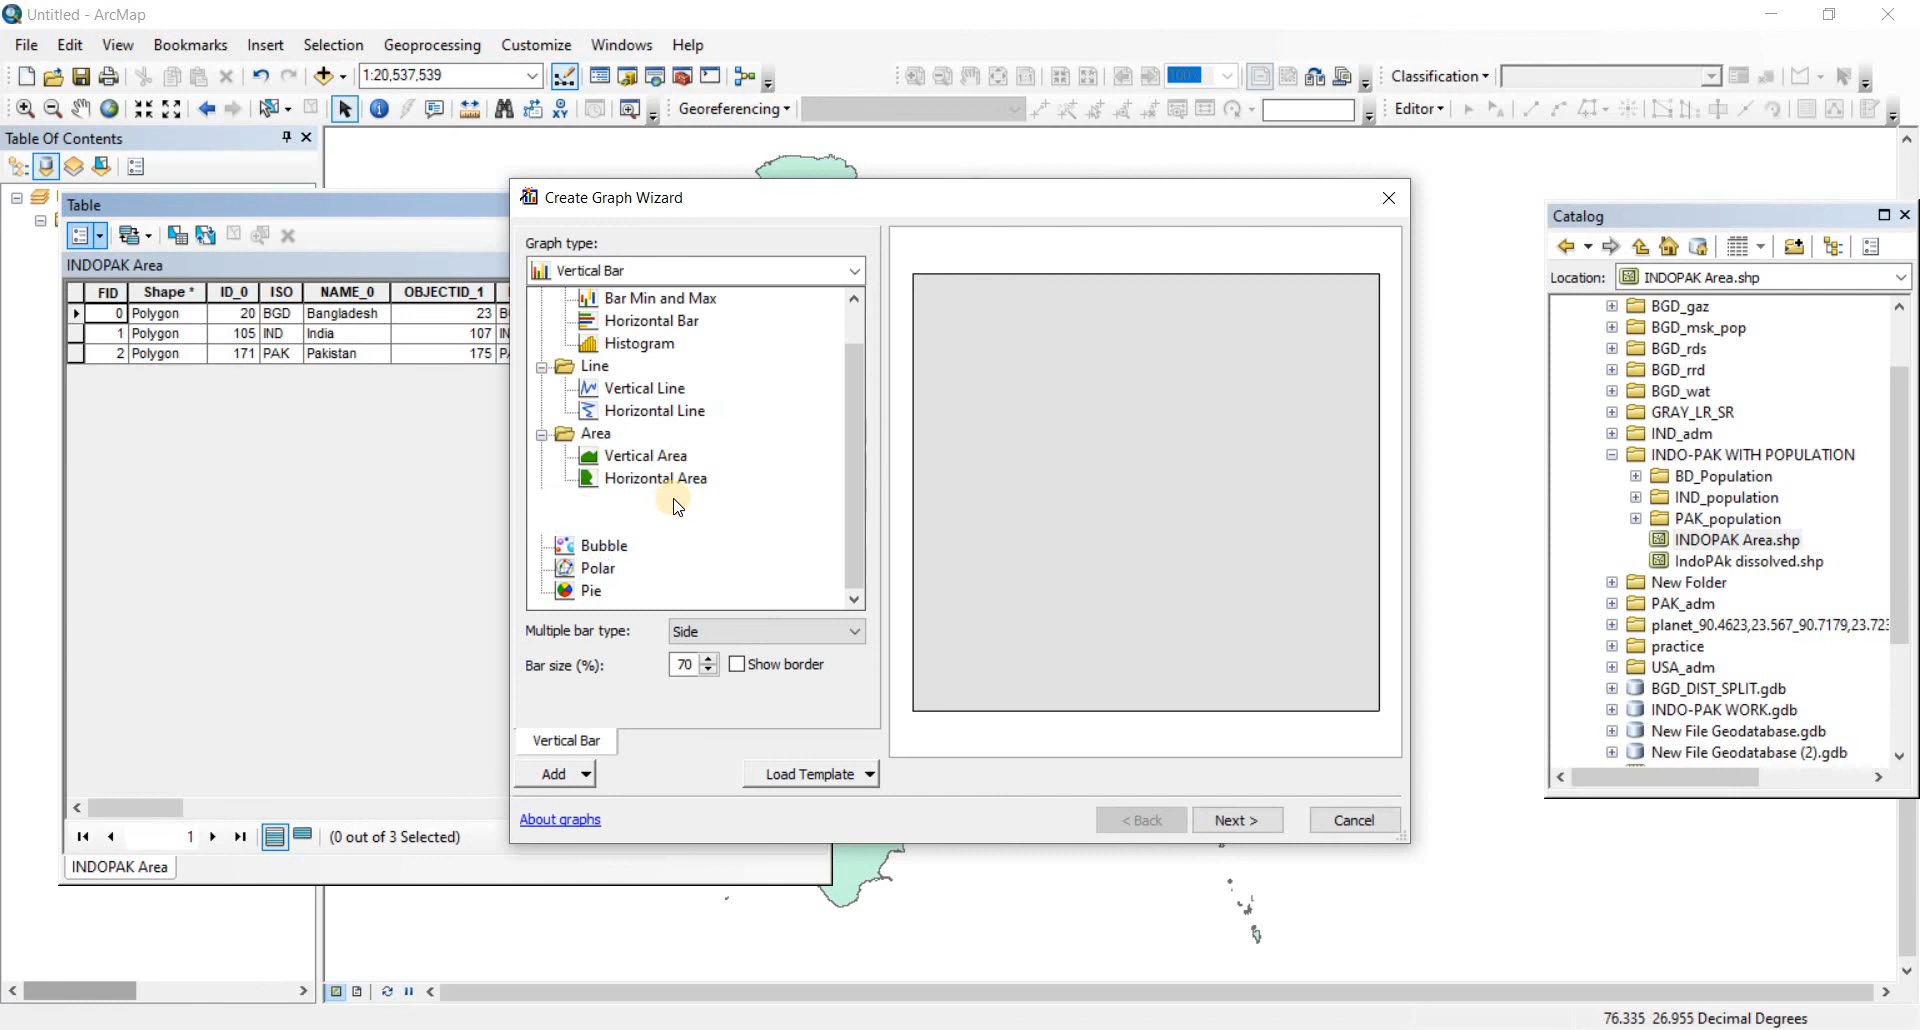 Untitled - ArcMap
File Edit View Bookmarks Insert Selection Geoprocessing Customize Windows Help
1:20,537,539
100%
Classification
Georeferencing
Editor
Table Of Contents
Table
INDOPAK Area
FID Shape * ID_0 ISO NAME_0 OBJECTID_1
0 Polygon 20 BGD Bangladesh 23
1 Polygon 105 IND India 107
2 Polygon 171 PAK Pakistan 175
1
(0 out of 3 Selected)
INDOPAK Area
Create Graph Wizard
Graph type:
Vertical Bar
Bar Min and Max
Horizontal Bar
Histogram
Line
Vertical Line
Horizontal Line
Area
Vertical Area
Horizontal Area
Bubble
Polar
Pie
Multiple bar type: Side
Bar size (%): 70 Show border
Vertical Bar
Add Load Template
About graphs
< Back Next > Cancel
Catalog
Location: INDOPAK Area.shp
BGD_gaz
BGD_msk_pop
BGD_rds
BGD_rrd
BGD_wat
GRAY_LR_SR
IND_adm
INDO-PAK WITH POPULATION
BD_Population
IND_population
PAK_population
INDOPAK Area.shp
IndoPAk dissolved.shp
New Folder
PAK_adm
planet_90.4623,23.567_90.7179,23.723
practice
USA_adm
BGD_DIST_SPLIT.gdb
INDO-PAK WORK.gdb
New File Geodatabase.gdb
New File Geodatabase (2).gdb
76.335 26.955 Decimal Degrees